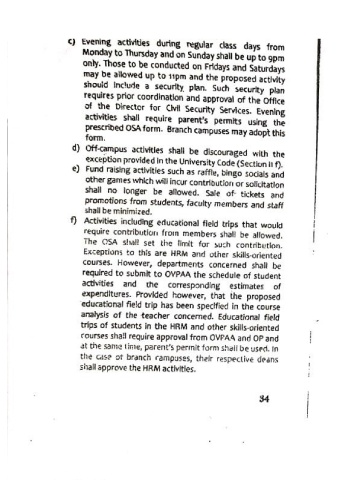 c) Evening activities during regular class days from
Monday to Thursday and on Sunday shall be up to 9pm
only. Those to be conducted on Fridays and Saturdays
may be allowed up to 11pm and the proposed activity
should include a security plan. Such security plan
requires prior coordination and approval of the Office
of the Director for Civil Security Services. Evening
activities shall require parent's permits using the
prescribed OSA form. Branch campuses may adopt this
form.
d) Off-campus activities shall be discouraged with the
exception provided in the University Code (Section II f).
e) Fund raising activities such as raffle, bingo socials and
other games which will incur contribution or solicitation
shall no longer be allowed. Sale of tickets and
promotions from students, faculty members and staff
shall be minimized.
f) Activities including educational field trips that would
require contribution from members shall be allowed.
The OSA shall set the limit for such contribution.
Exceptions to this are HRM and other skills-oriented
courses. However, departments concerned shall be
required to submit to OVPAA the schedule of student
activities and the corresponding estimates of
expenditures. Provided however, that the proposed
educational field trip has been specified in the course
analysis of the teacher concerned. Educational field
trips of students in the HRM and other skills-oriented
courses shall require approval from OVPAA and OP and
at the same time, parent's permit form shall be used. In
the case of branch campuses, their respective deans
shall approve the HRM activities.
34